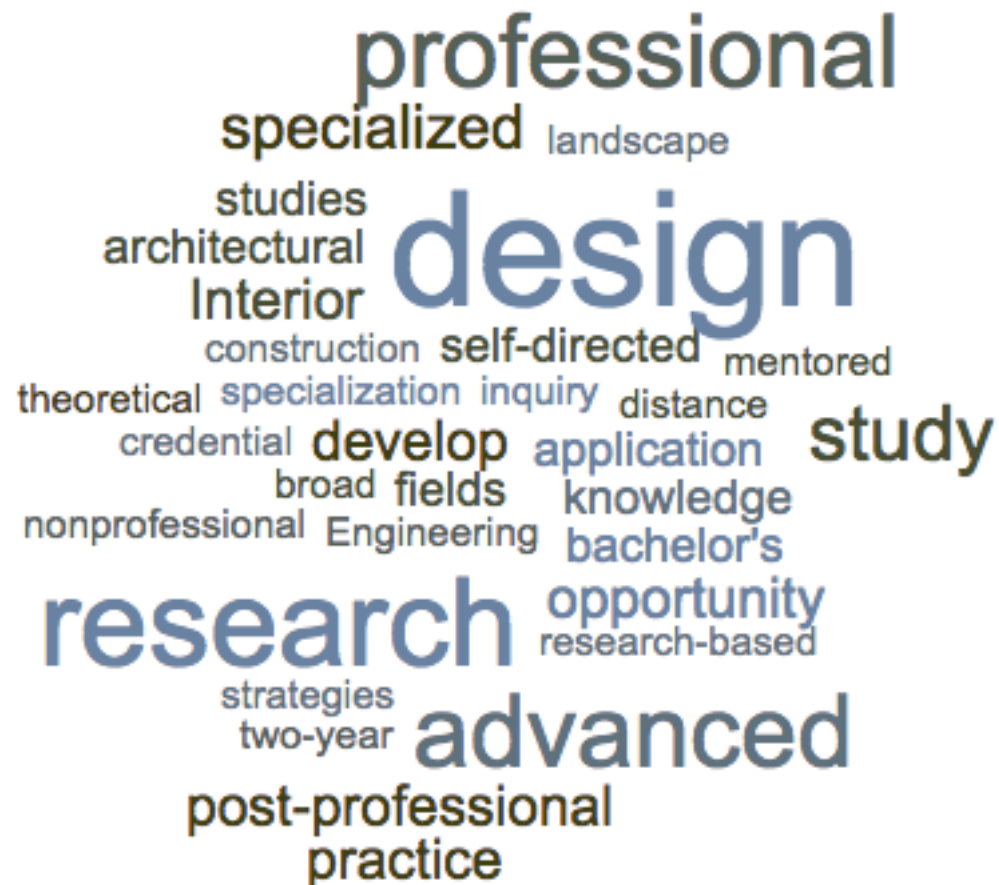 professional
specialized landscape
studies
design
architectural
Interior
construction self-directed mentored
theoretical specialization inquiry distance
study
credential develop application
broad fields knowledge
nonprofessional Engineering bachelor's
research opportunity
research-based
strategies
advanced
two-year
post-professional
practice